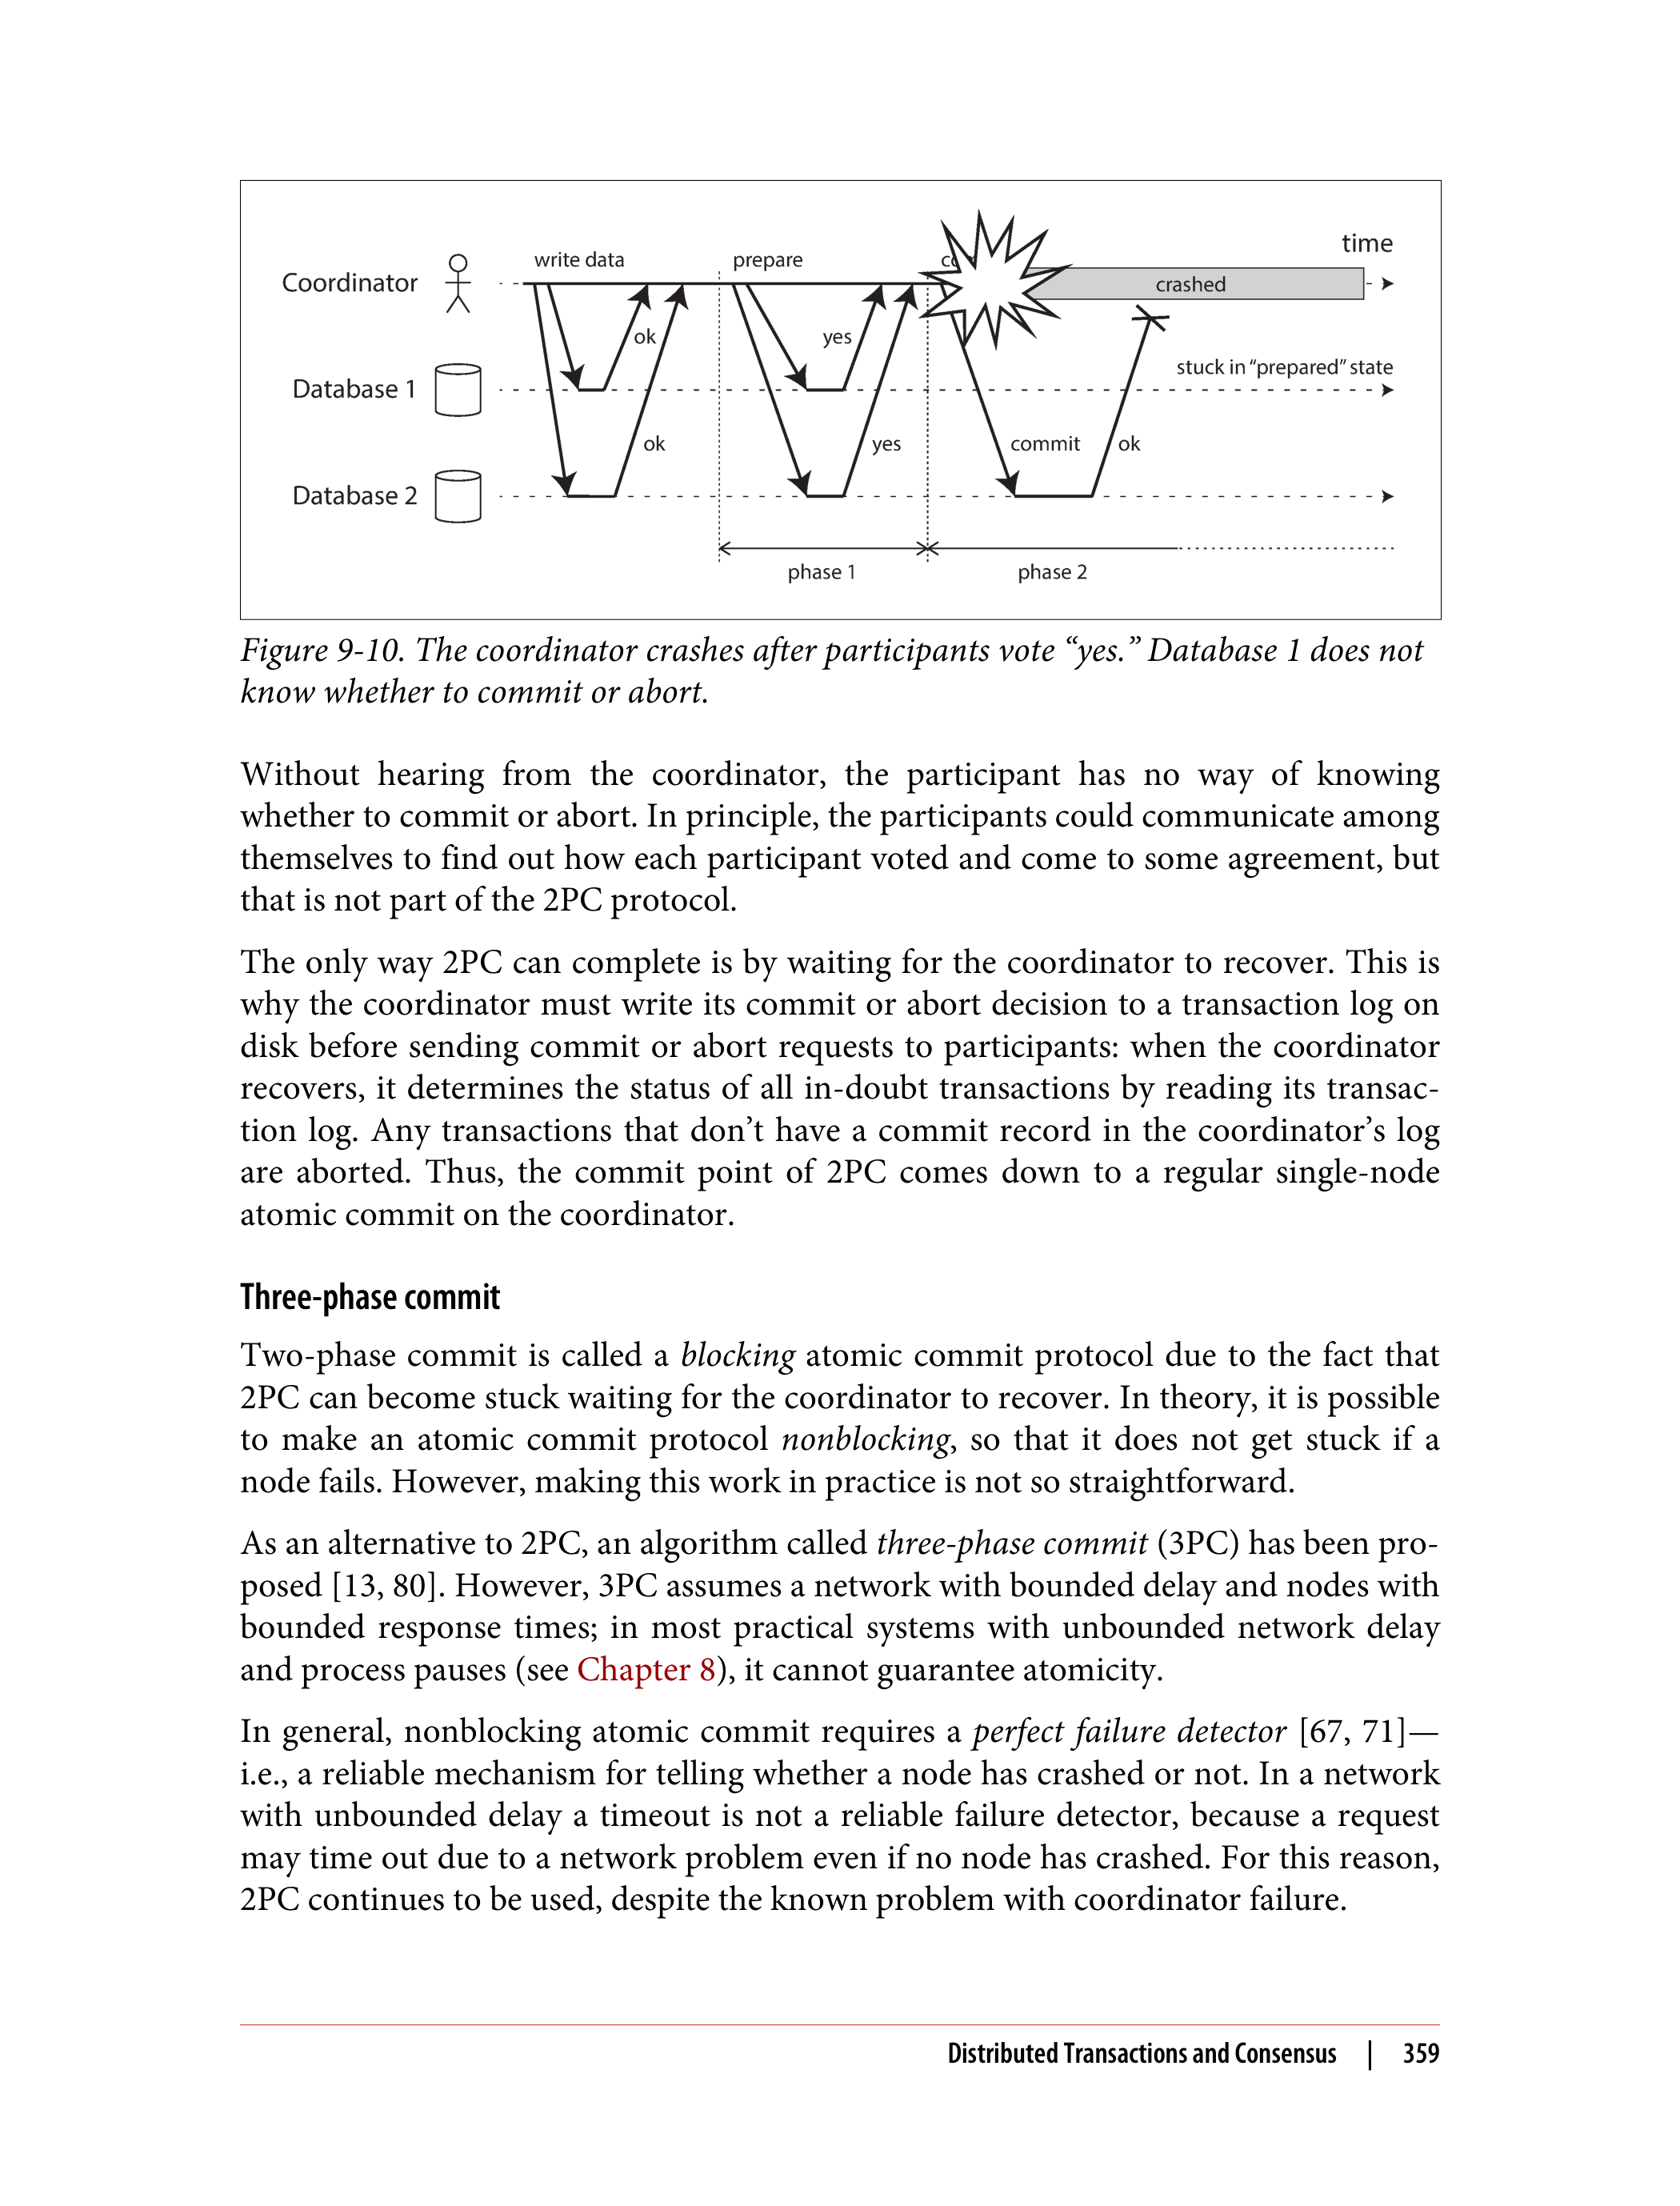 time
write data
prepare
Coordinator
crashed
ok
yes
stuck in “prepared” state
Database 1
ok
yes
commit
ok
Database 2
phase 1
phase 2
Figure 9-10. The coordinator crashes after participants vote “yes.” Database 1 does not
know whether to commit or abort.
Without hearing from the coordinator, the participant has no way of knowing
whether to commit or abort. In principle, the participants could communicate among
themselves to find out how each participant voted and come to some agreement, but
that is not part of the 2PC protocol.
The only way 2PC can complete is by waiting for the coordinator to recover. This is
why the coordinator must write its commit or abort decision to a transaction log on
disk before sending commit or abort requests to participants: when the coordinator
recovers, it determines the status of all in-doubt transactions by reading its transac-
tion log. Any transactions that don’t have a commit record in the coordinator’s log
are aborted. Thus, the commit point of 2PC comes down to a regular single-node
atomic commit on the coordinator.
Three-phase commit
Two-phase commit is called a blocking atomic commit protocol due to the fact that
2PC can become stuck waiting for the coordinator to recover. In theory, it is possible
to make an atomic commit protocol nonblocking, so that it does not get stuck if a
node fails. However, making this work in practice is not so straightforward.
As an alternative to 2PC, an algorithm called three-phase commit (3PC) has been pro-
posed [13, 80]. However, 3PC assumes a network with bounded delay and nodes with
bounded response times; in most practical systems with unbounded network delay
and process pauses (see Chapter 8), it cannot guarantee atomicity.
In general, nonblocking atomic commit requires a perfect failure detector [67, 71]—
i.e., a reliable mechanism for telling whether a node has crashed or not. In a network
with unbounded delay a timeout is not a reliable failure detector, because a request
may time out due to a network problem even if no node has crashed. For this reason,
2PC continues to be used, despite the known problem with coordinator failure.
Distributed Transactions and Consensus | 359